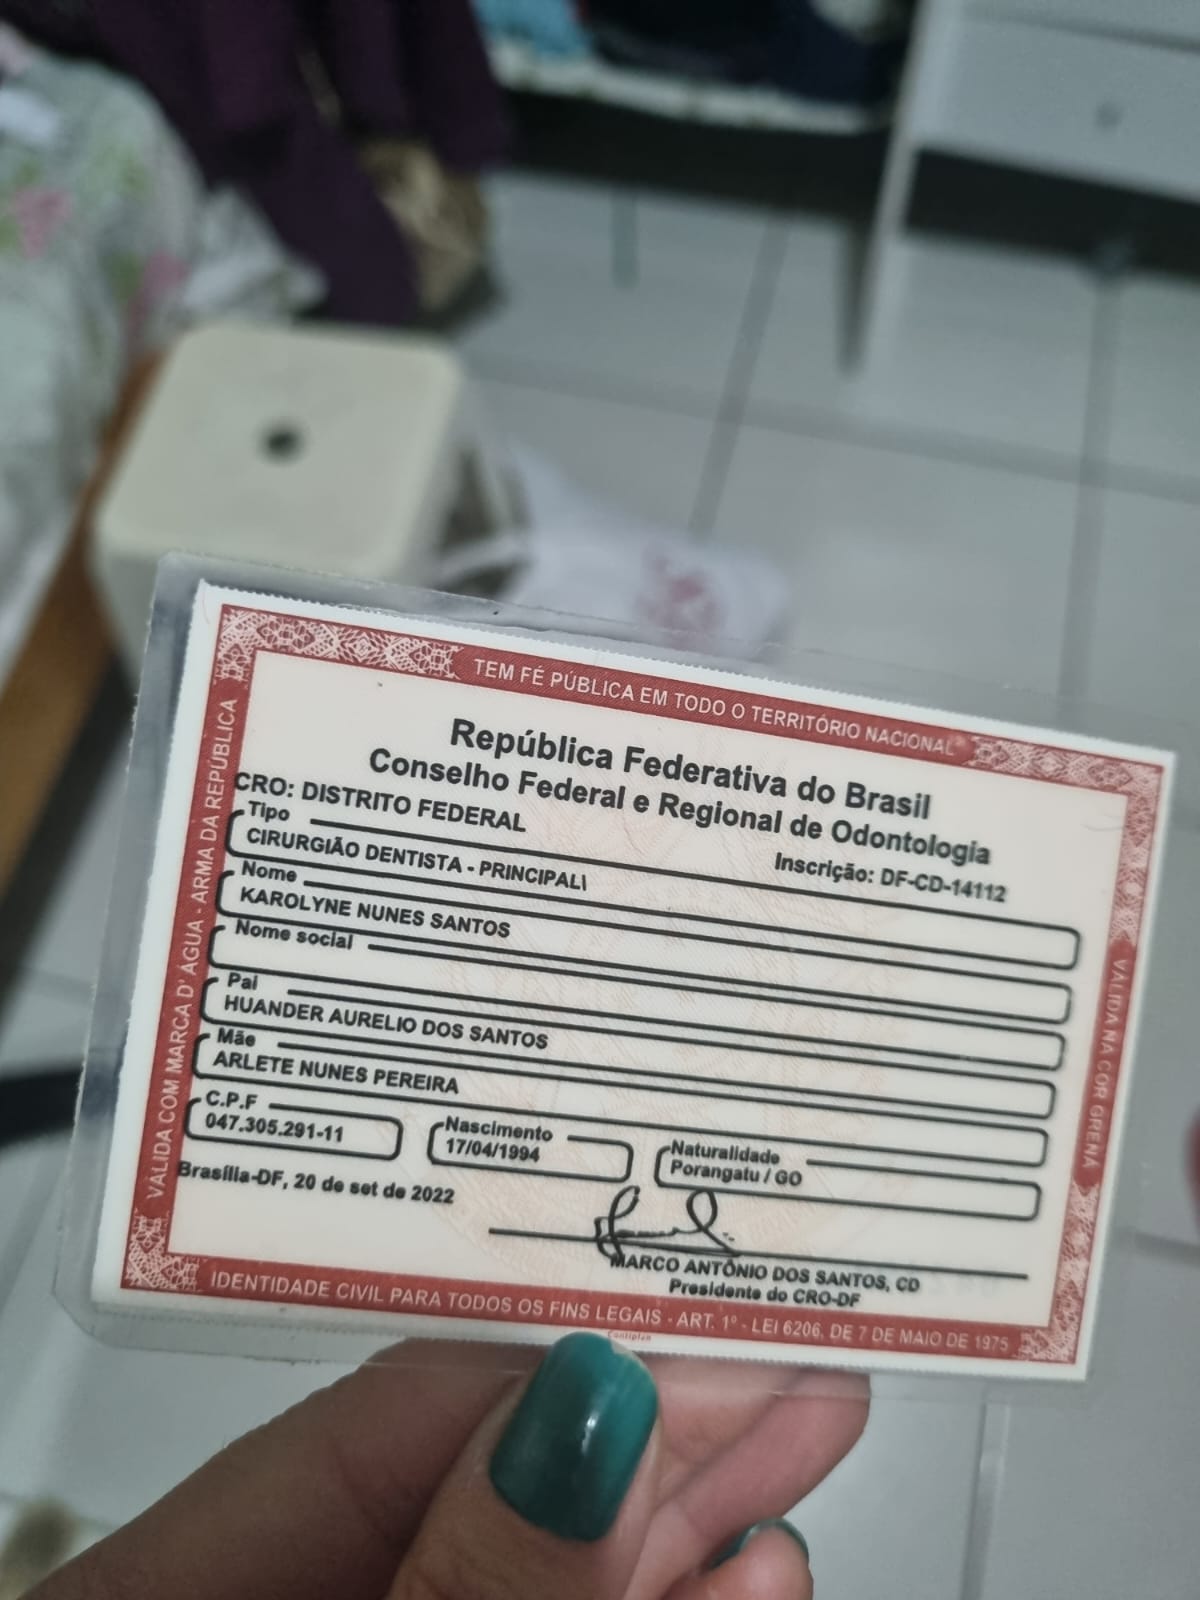 TEM FÉ PÚBLICA EM TODO O TERRITÓRIO NACIONAL
VALIDA COM MARCA D'ÁGUA - ARMA DA REPÚBLICA
República Federativa do Brasil
Conselho Federal e Regional de Odontologia
CRO: DISTRITO FEDERAL
Inscrição: DF-CD-14112
Tipo
CIRURGIÃO DENTISTA - PRINCIPAL\
Nome
KAROLYNE NUNES SANTOS
Nome social
Pai
HUANDER AURELIO DOS SANTOS
Mãe
ARLETE NUNES PEREIRA
C.P.F
047.305.291-11
Nascimento
17/04/1994
Naturalidade
Porangatu / GO
Brasília-DF, 20 de set de 2022
MARCO ANTÔNIO DOS SANTOS, CD
Presidente do CRO-DF
VALIDA NA COR GRENÁ
IDENTIDADE CIVIL PARA TODOS OS FINS LEGAIS - ART. 1º - LEI 6206, DE 7 DE MAIO DE 1975
Contiplan